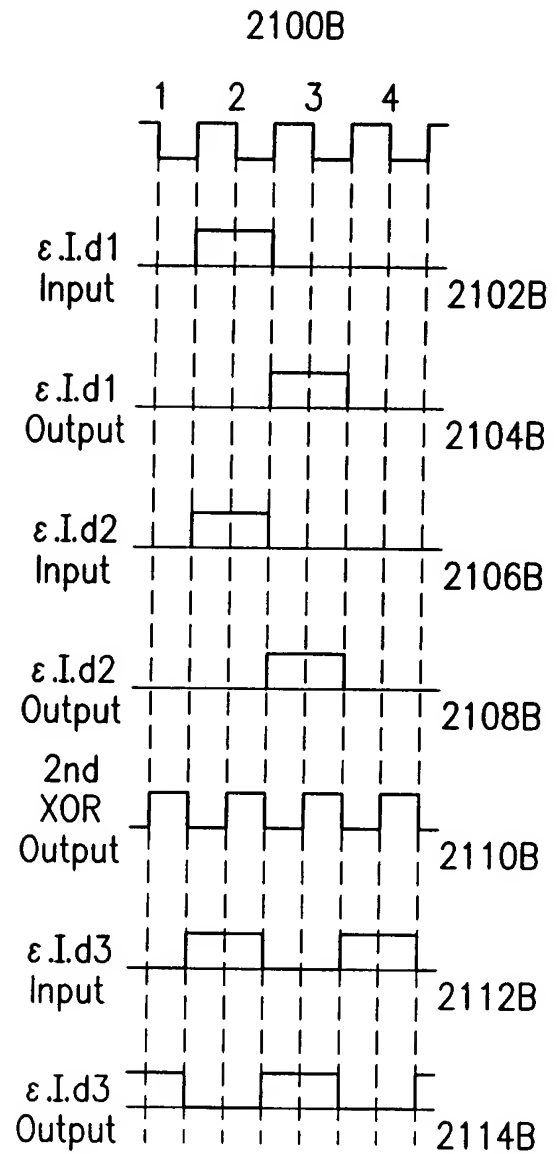 2100B
1 2 3 4
ε.I.d1
Input
2102B
ε.I.d1
Output
2104B
ε.I.d2
Input
2106B
ε.I.d2
Output
2108B
2nd
XOR
Output
2110B
ε.I.d3
Input
2112B
ε.I.d3
Output
2114B